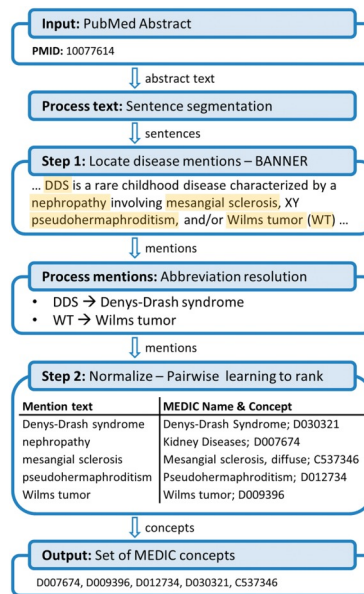 Input: PubMed Abstract
PMID: 10077614
abstract text
Process text: Sentence segmentation
sentences
Step 1: Locate disease mentions – BANNER
... DDS is a rare childhood disease characterized by a
nephropathy involving mesangial sclerosis, XY
pseudohermaphroditism, and/or Wilms tumor (WT) ...
mentions
Process mentions: Abbreviation resolution
• DDS → Denys-Drash syndrome
• WT → Wilms tumor
mentions
Step 2: Normalize – Pairwise learning to rank
Mention text MEDIC Name & Concept
Denys-Drash syndrome Denys-Drash Syndrome; D030321
nephropathy Kidney Diseases; D007674
mesangial sclerosis Mesangial sclerosis, diffuse; C537346
pseudohermaphroditism Pseudohermaphroditism; D012734
Wilms tumor Wilms tumor; D009396
concepts
Output: Set of MEDIC concepts
D007674, D009396, D012734, D030321, C537346